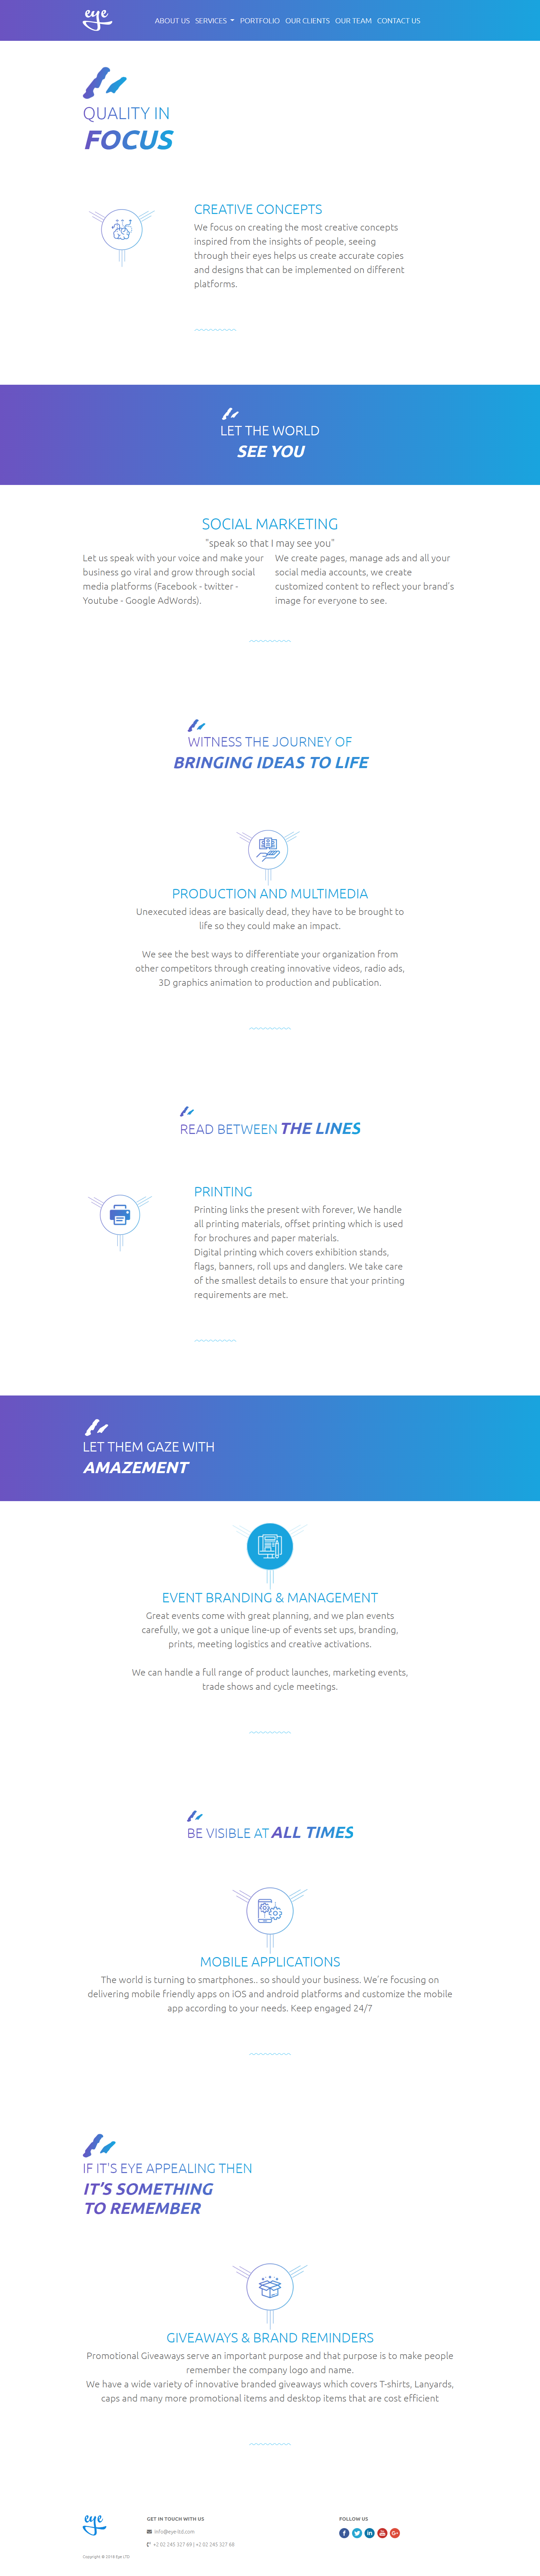 eye
ABOUT US SERVICES PORTFOLIO OUR CLIENTS OUR TEAM CONTACT US
QUALITY IN
FOCUS
CREATIVE CONCEPTS
We focus on creating the most creative concepts
inspired from the insights of people, seeing
through their eyes helps us create accurate copies
and designs that can be implemented on different
platforms.
LET THE WORLD
SEE YOU
SOCIAL MARKETING
"speak so that I may see you"
Let us speak with your voice and make your
business go viral and grow through social
media platforms (Facebook - twitter -
Youtube - Google AdWords).
We create pages, manage ads and all your
social media accounts, we create
customized content to reflect your brand's
image for everyone to see.
WITNESS THE JOURNEY OF
BRINGING IDEAS TO LIFE
PRODUCTION AND MULTIMEDIA
Unexecuted ideas are basically dead, they have to be brought to
life so they could make an impact.
We see the best ways to differentiate your organization from
other competitors through creating innovative videos, radio ads,
3D graphics animation to production and publication.
READ BETWEEN THE LINES
PRINTING
Printing links the present with forever, We handle
all printing materials, offset printing which is used
for brochures and paper materials.
Digital printing which covers exhibition stands,
flags, banners, roll ups and danglers. We take care
of the smallest details to ensure that your printing
requirements are met.
LET THEM GAZE WITH
AMAZEMENT
EVENT BRANDING & MANAGEMENT
Great events come with great planning, and we plan events
carefully, we got a unique line-up of events set ups, branding,
prints, meeting logistics and creative activations.
We can handle a full range of product launches, marketing events,
trade shows and cycle meetings.
BE VISIBLE AT ALL TIMES
MOBILE APPLICATIONS
The world is turning to smartphones.. so should your business. We're focusing on
delivering mobile friendly apps on iOS and android platforms and customize the mobile
app according to your needs. Keep engaged 24/7
IF IT'S EYE APPEALING THEN
IT'S SOMETHING
TO REMEMBER
GIVEAWAYS & BRAND REMINDERS
Promotional Giveaways serve an important purpose and that purpose is to make people
remember the company logo and name.
We have a wide variety of innovative branded giveaways which covers T-shirts, Lanyards,
caps and many more promotional items and desktop items that are cost efficient
eye
GET IN TOUCH WITH US
info@eye-ltd.com
+2 02 245 327 69 | +2 02 245 327 68
FOLLOW US
Copyright © 2018 Eye LTD